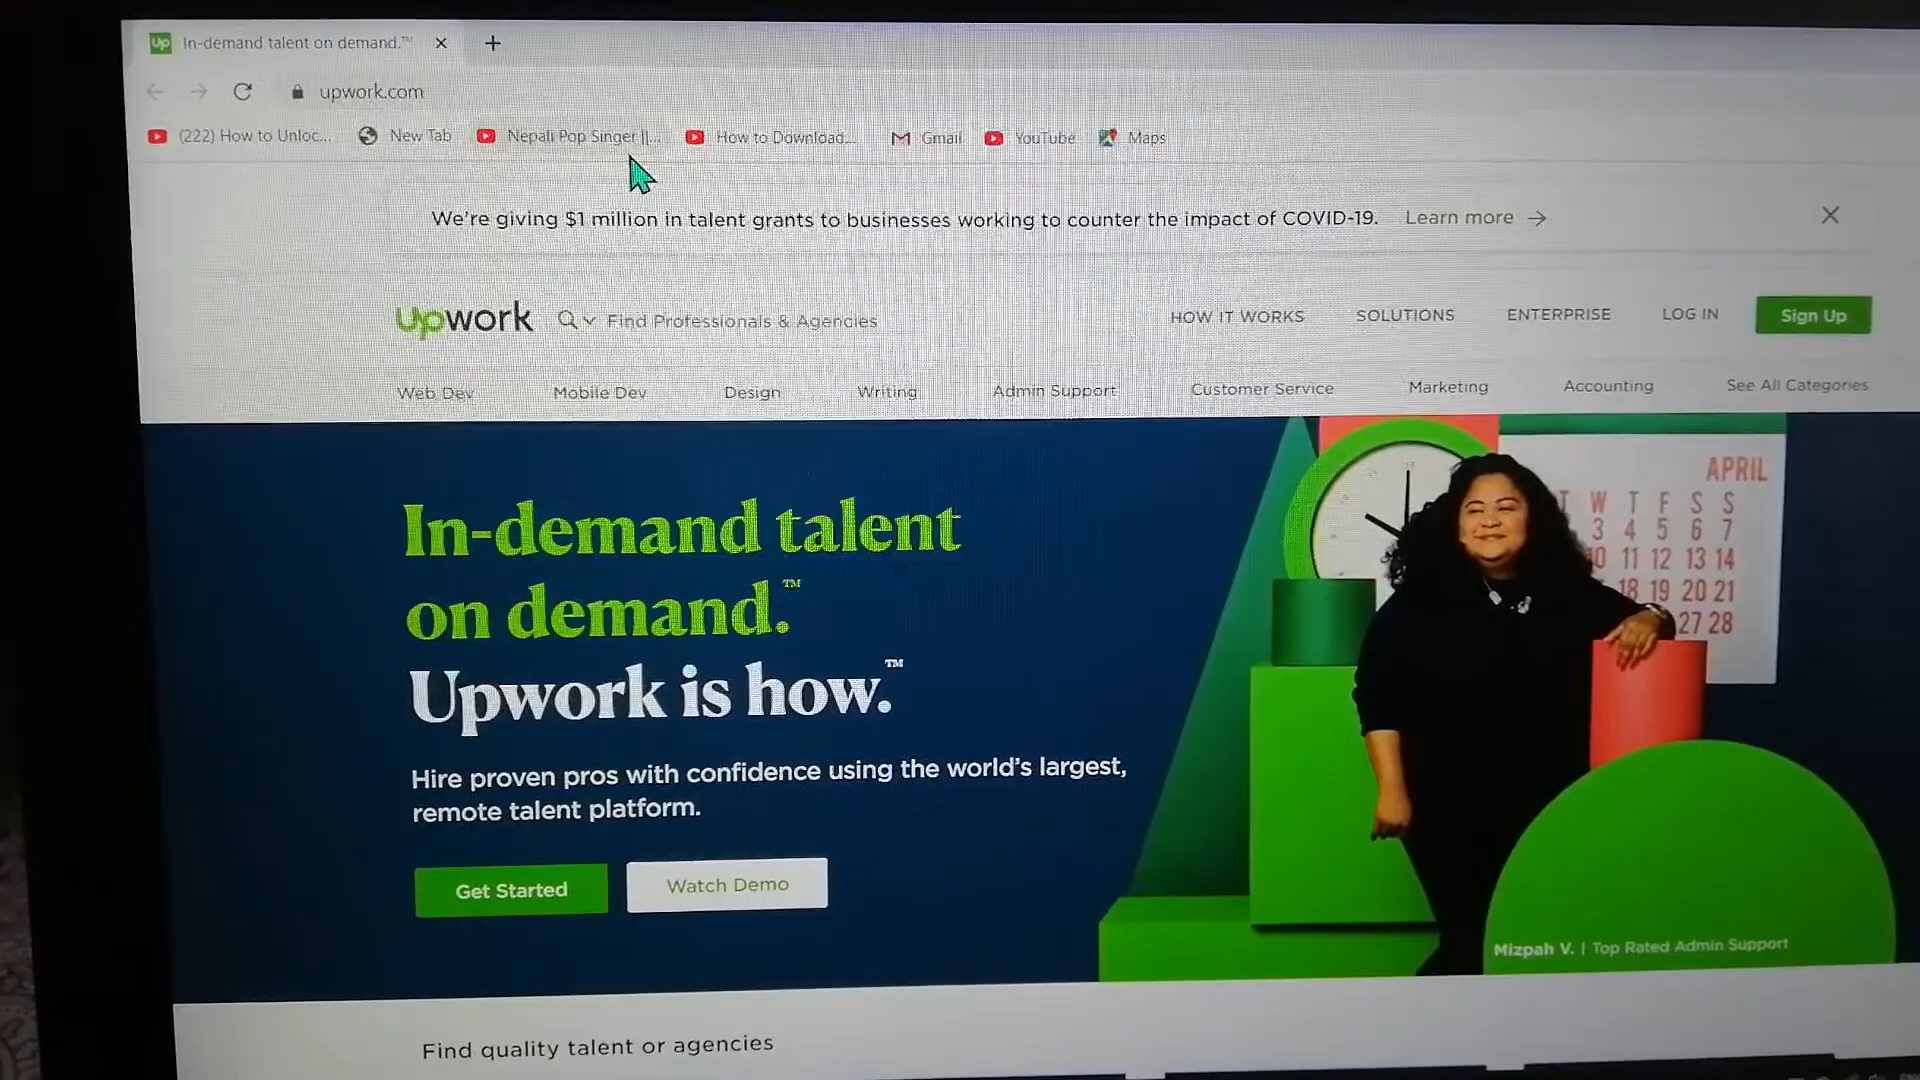 Up In-demand talent on demand.™
upwork.com
(222) How to Unloc... New Tab Nepali Pop Singer ||... How to Download... Gmail YouTube Maps
We're giving $1 million in talent grants to businesses working to counter the impact of COVID-19. Learn more →
Upwork Find Professionals & Agencies HOW IT WORKS SOLUTIONS ENTERPRISE LOG IN Sign Up
Web Dev Mobile Dev Design Writing Admin Support Customer Service Marketing Accounting See All Categories
In-demand talent
on demand.™
Upwork is how.™
Hire proven pros with confidence using the world's largest,
remote talent platform.
Get Started Watch Demo
APRIL
T W T F S S
3 4 5 6 7
10 11 12 13 14
18 19 20 21
27 28
Mizpah V. | Top Rated Admin Support
Find quality talent or agencies